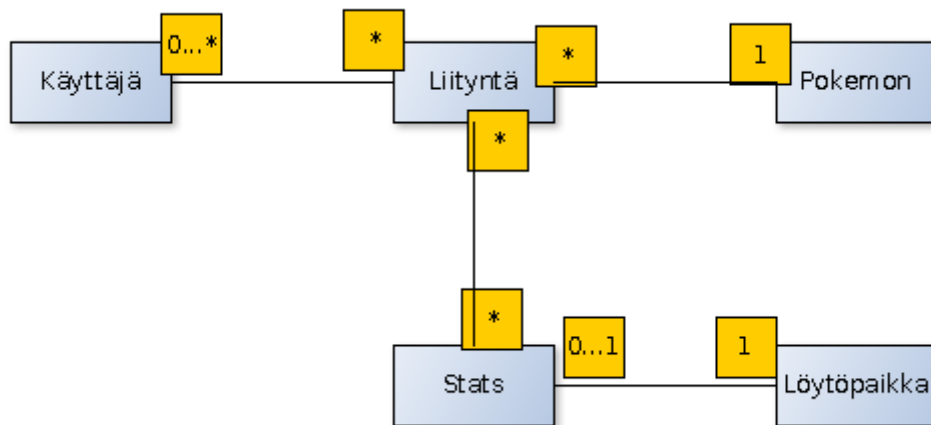 0...*
*
*
1
Käyttäjä
Liityntä
Pokemon
*
*
0...1
1
Stats
Löytöpaikka